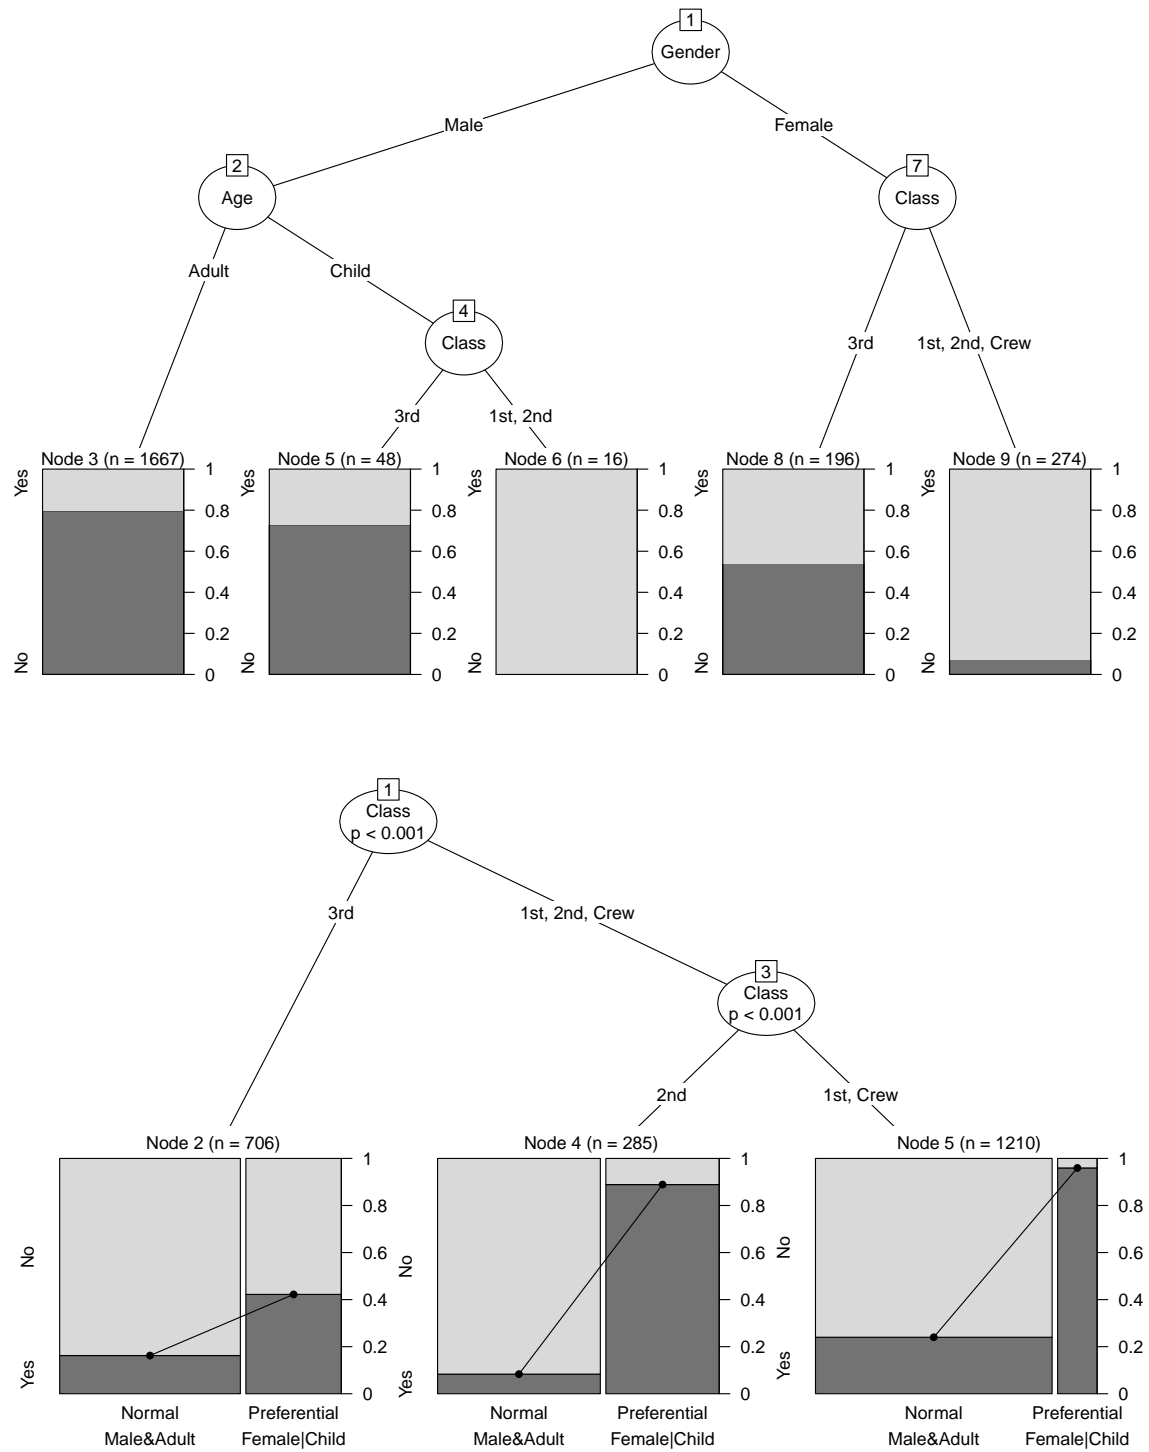 1
Gender
Male
Female
2
Age
7
Class
Adult
Child
4
Class
3rd
1st, 2nd, Crew
3rd
1st, 2nd
Node 3 (n = 1667)
Yes
No
1
0.8
0.6
0.4
0.2
0
Node 5 (n = 48)
Yes
No
1
0.8
0.6
0.4
0.2
0
Node 6 (n = 16)
Yes
No
1
0.8
0.6
0.4
0.2
0
Node 8 (n = 196)
Yes
No
1
0.8
0.6
0.4
0.2
0
Node 9 (n = 274)
Yes
No
1
0.8
0.6
0.4
0.2
0
1
Class
p < 0.001
3rd
1st, 2nd, Crew
3
Class
p < 0.001
2nd
1st, Crew
Node 2 (n = 706)
No
Yes
1
0.8
0.6
0.4
0.2
0
Normal
Male&Adult
Preferential
Female|Child
Node 4 (n = 285)
No
Yes
1
0.8
0.6
0.4
0.2
0
Normal
Male&Adult
Preferential
Female|Child
Node 5 (n = 1210)
No
Yes
1
0.8
0.6
0.4
0.2
0
Normal
Male&Adult
Preferential
Female|Child